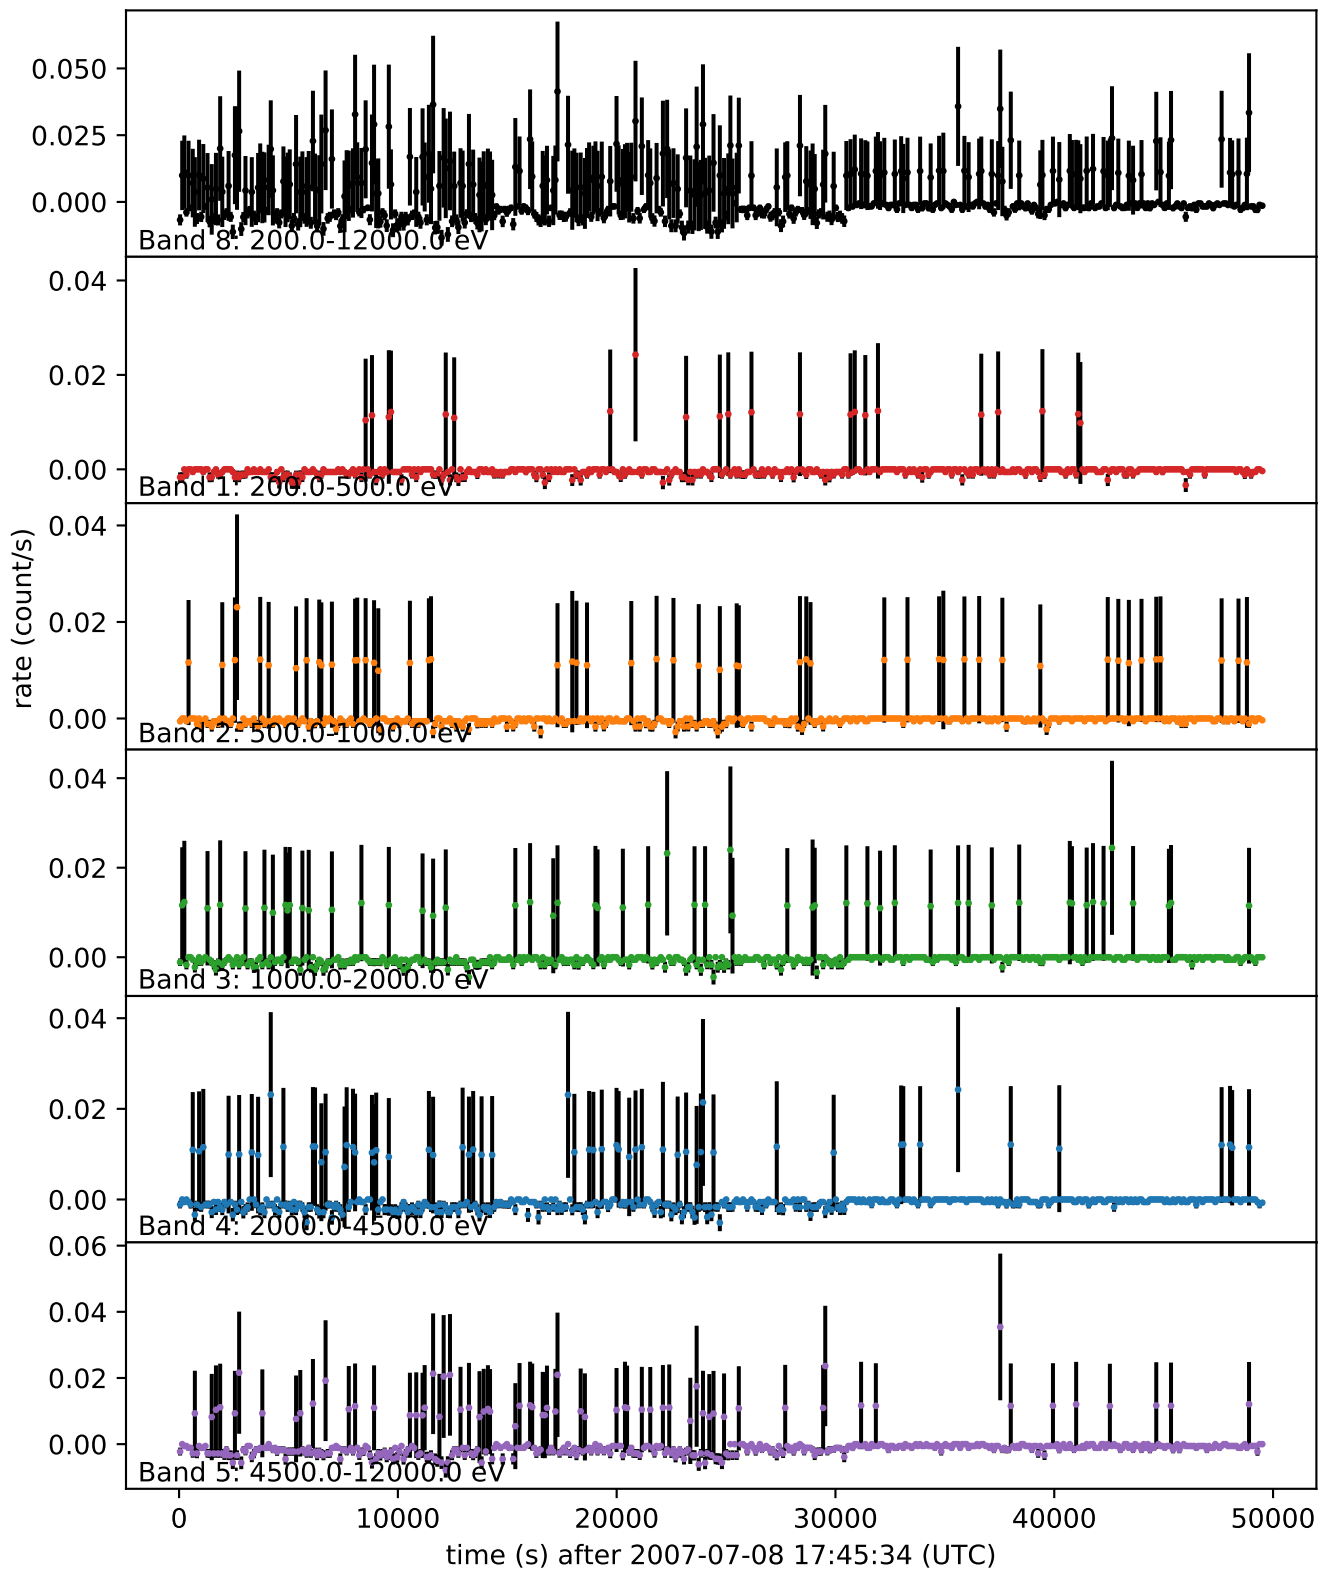 0.050
0.025
0.000
Band 8: 200.0-12000.0 eV
0.04
0.02
0.00
Band 1: 200.0-500.0 eV
0.04
0.02
0.00
Band 2: 500.0-1000.0 eV
rate (count/s)
0.04
0.02
0.00
Band 3: 1000.0-2000.0 eV
0.04
0.02
0.00
Band 4: 2000.0-4500.0 eV
0.06
0.04
0.02
0.00
Band 5: 4500.0-12000.0 eV
0 10000 20000 30000 40000 50000
time (s) after 2007-07-08 17:45:34 (UTC)